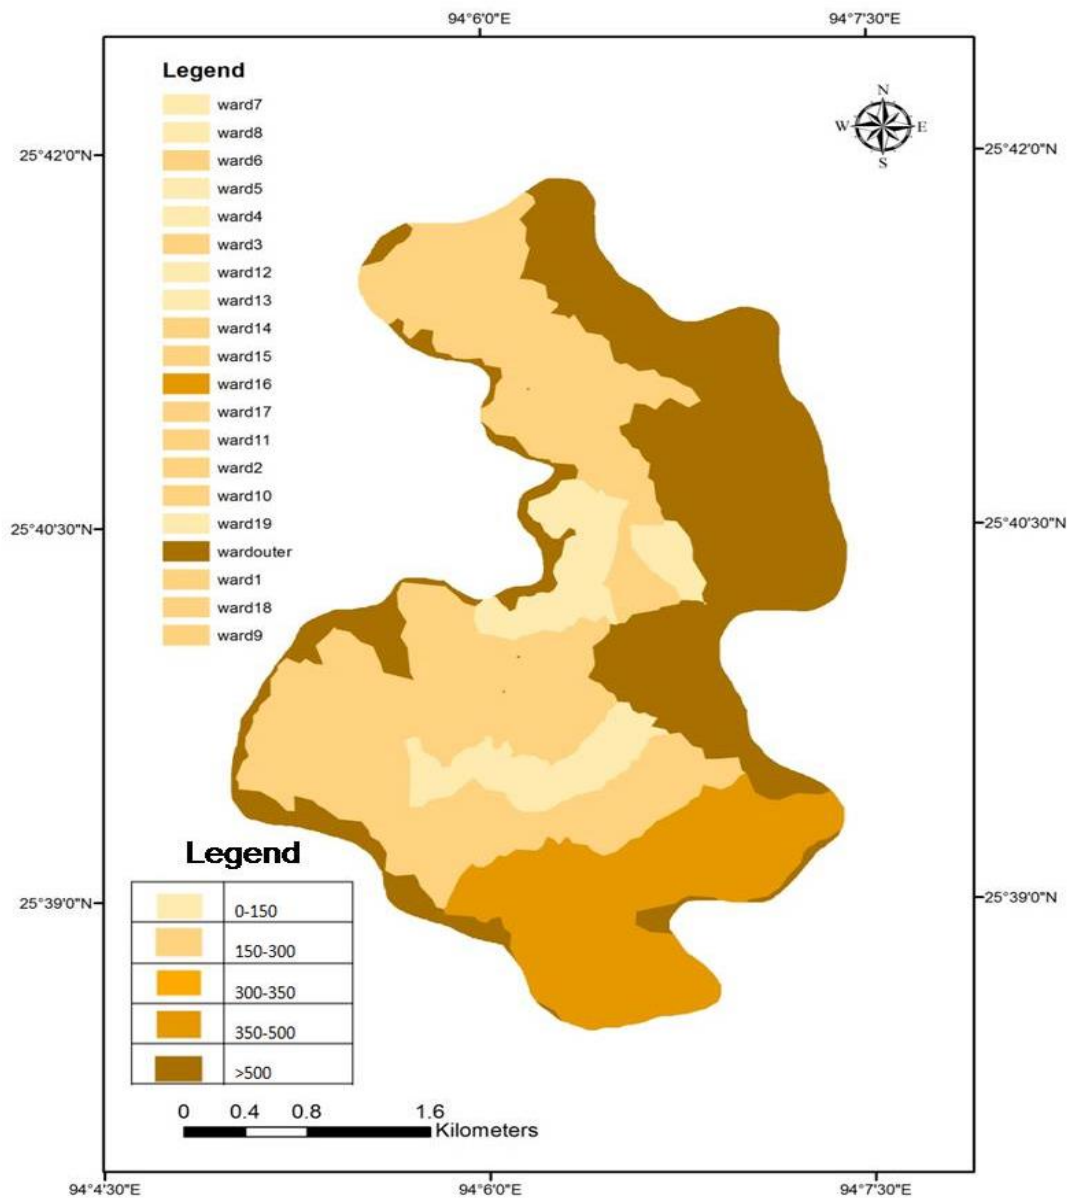 94°6'0"E 94°7'30"E
Legend
ward7
ward8
ward6
ward5
ward4
ward3
ward12
ward13
ward14
ward15
ward16
ward17
ward11
ward2
ward10
ward19
wardouter
ward1
ward18
ward9
N
W E
S
25°42'0"N 25°42'0"N
25°40'30"N 25°40'30"N
25°39'0"N 25°39'0"N
Legend
0-150
150-300
300-350
350-500
>500
0 0.4 0.8 1.6
Kilometers
94°4'30"E 94°6'0"E 94°7'30"E